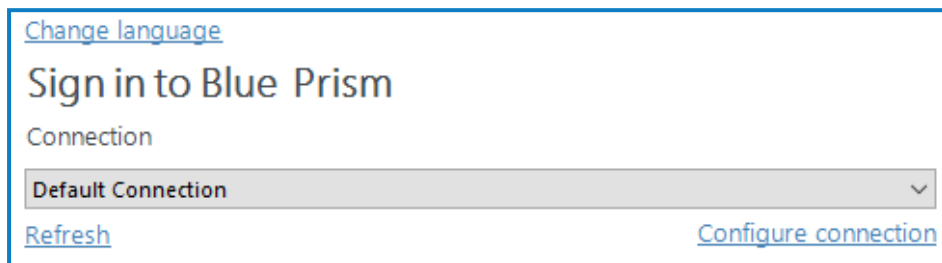 Change language
Sign in to Blue Prism
Connection
Default Connection
Refresh Configure connection